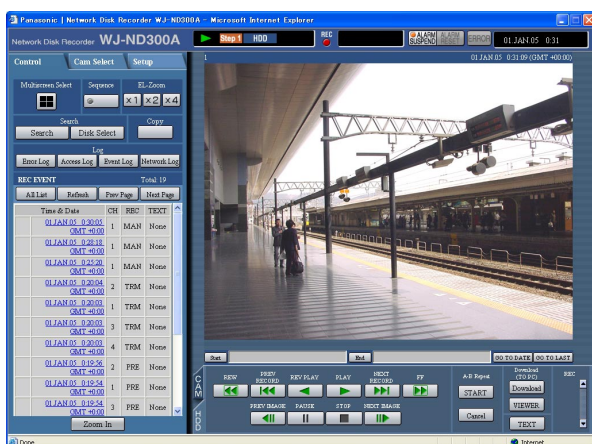 Panasonic | Network Disk Recorder WJ-ND300A - Microsoft Internet Explorer
Network Disk Recorder WJ-ND300A
Step 1 HDD
REC
ALARM SUSPEND
ALARM RESET
ERROR
01.JAN.05 0:31
Control Cam Select Setup
Multiscreen Select Sequence EL-Zoom
x1 x2 x4
Search Copy
Search Disk Select
Log
Error Log Access Log Event Log Network Log
REC EVENT Total: 19
All List Refresh Prev Page Next Page
Time & Date CH REC TEXT
01.JAN.05 0:30:05 GMT +0:00 1 MAN None
01.JAN.05 0:28:18 GMT +0:00 1 MAN None
01.JAN.05 0:25:20 GMT +0:00 1 MAN None
01.JAN.05 0:20:04 GMT +0:00 2 TRM None
01.JAN.05 0:20:03 GMT +0:00 1 TRM None
01.JAN.05 0:20:03 GMT +0:00 3 TRM None
01.JAN.05 0:20:03 GMT +0:00 4 TRM None
01.JAN.05 0:19:56 GMT +0:00 2 PRE None
01.JAN.05 0:19:54 GMT +0:00 1 PRE None
01.JAN.05 0:19:54 GMT +0:00 3 PRE None
Zoom In
1 01.JAN.05 0:31:09 (GMT +00:00)
Start End GO TO DATE GO TO LAST
CAM
HDD
REW PREV RECORD REV PLAY PLAY NEXT RECORD FF
PREV IMAGE PAUSE STOP NEXT IMAGE
A-B Repeat
START
Cancel
Download (TO PC)
Download
VIEWER
TEXT
REC
Done Internet